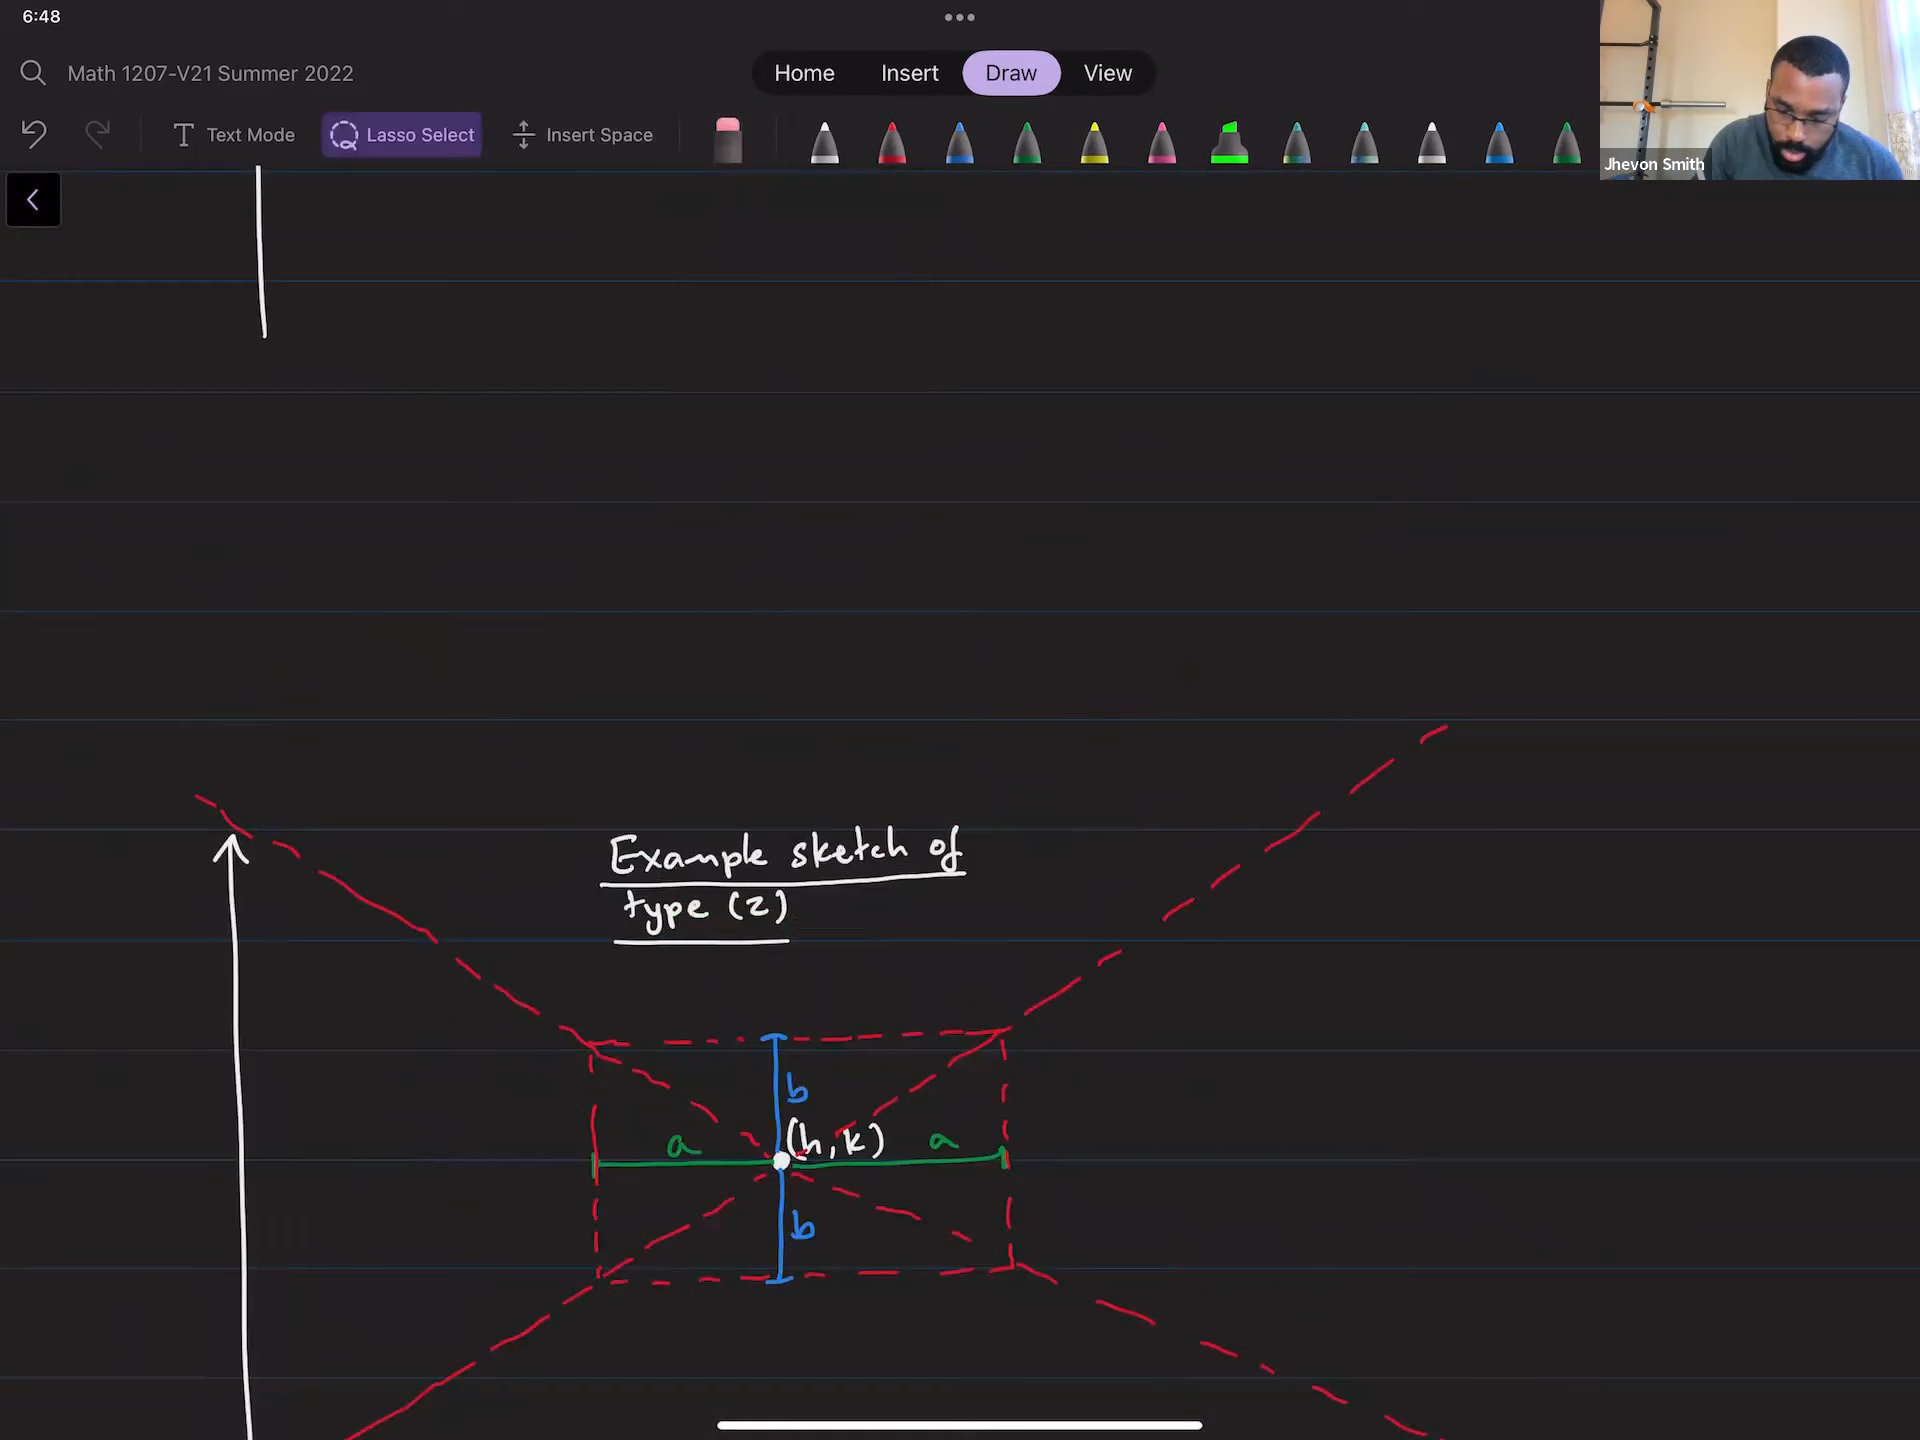 6:48
Math 1207-V21 Summer 2022
Home Insert Draw View
Text Mode Lasso Select Insert Space
Jhevon Smith
Example sketch of
type (2)
b
(h, k)
a a
b